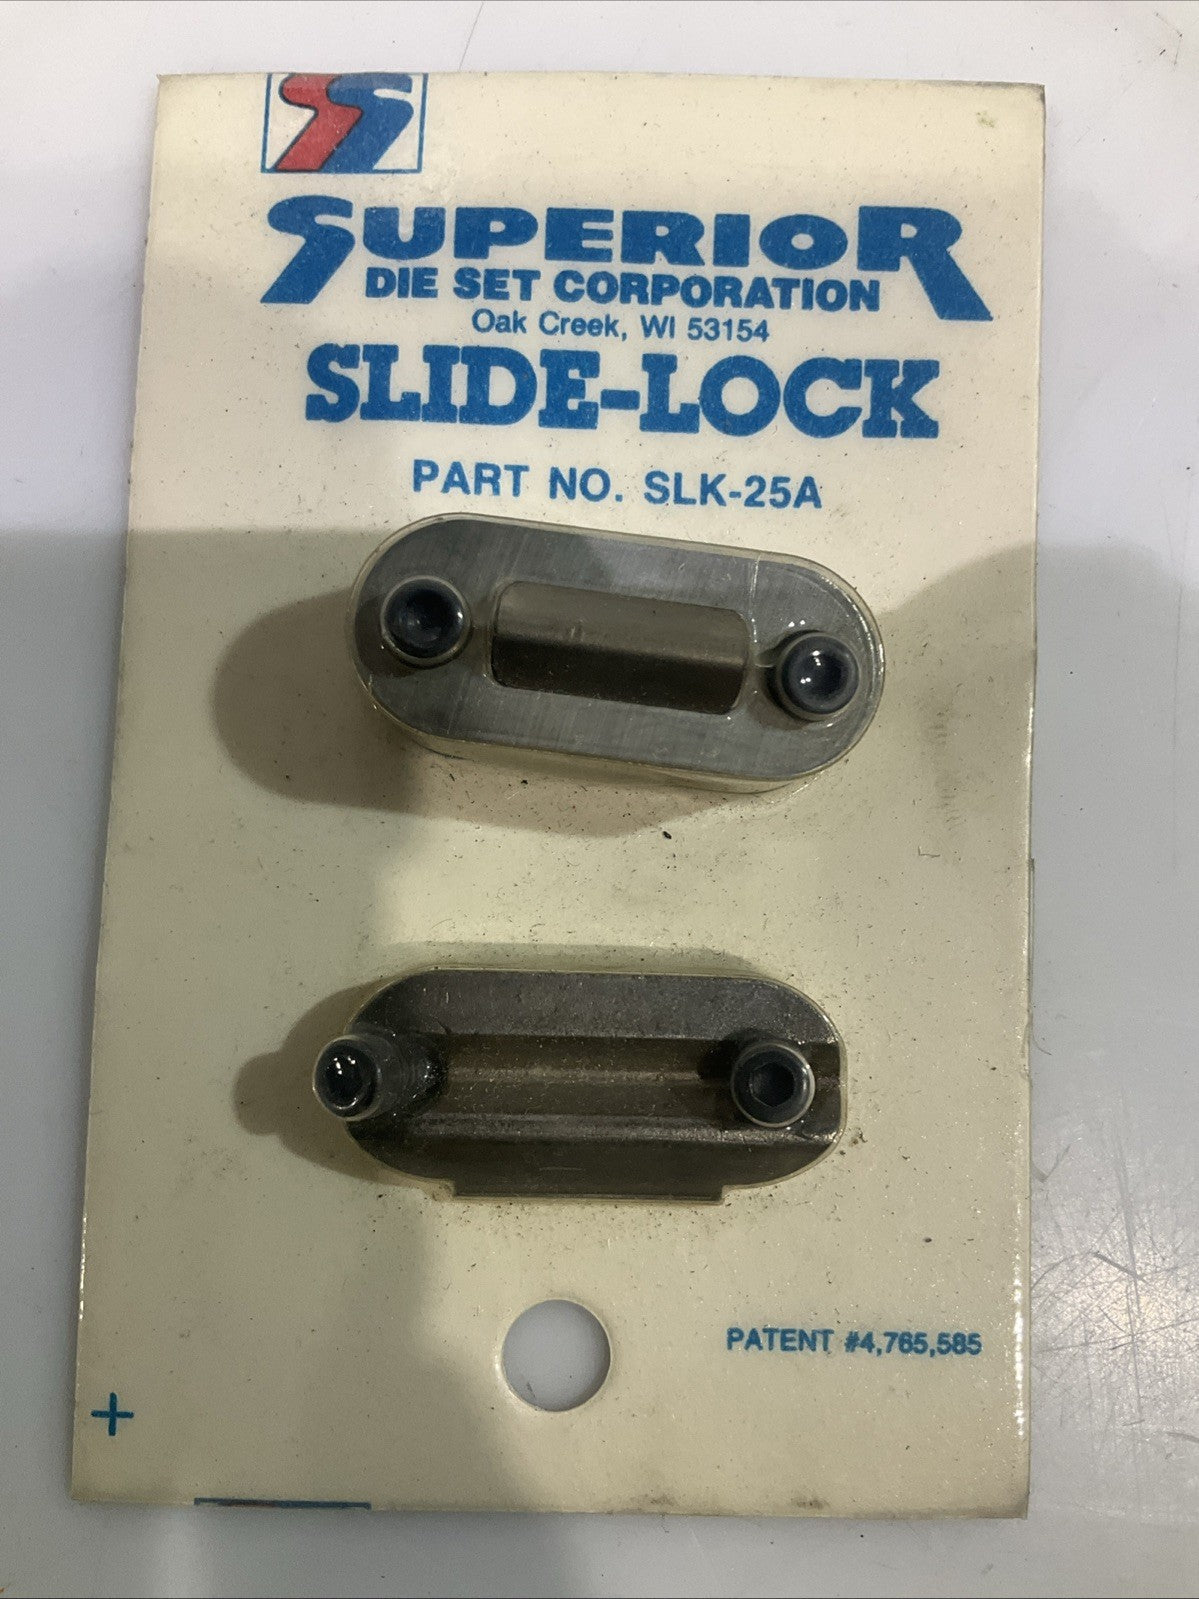 SUPERIOR
DIE SET CORPORATION
Oak Creek, WI 53154
SLIDE-LOCK
PART NO. SLK-25A
PATENT #4,765,585